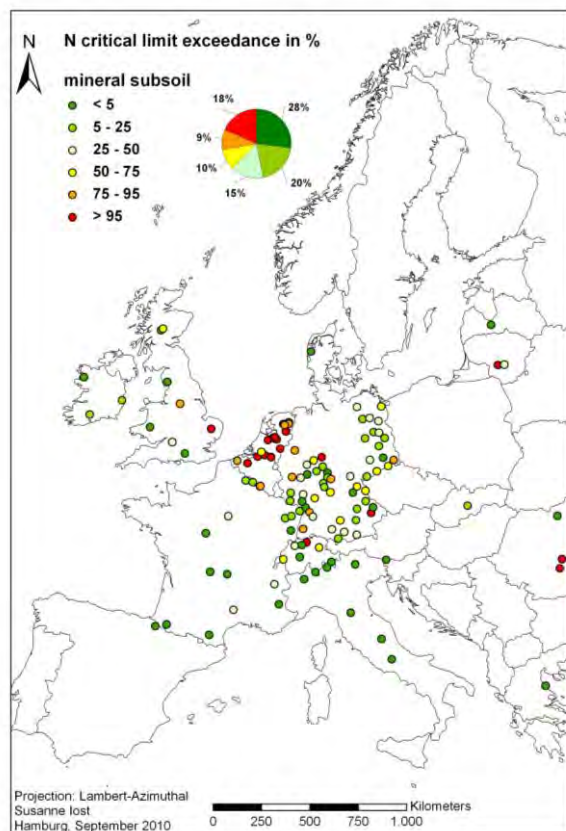 N
N critical limit exceedance in %
mineral subsoil
< 5
5 - 25
25 - 50
50 - 75
75 - 95
> 95
18%
28%
9%
10%
15%
20%
Projection: Lambert-Azimuthal
Susanne Iost
Hamburg, September 2010
Kilometers
0 250 500 750 1.000